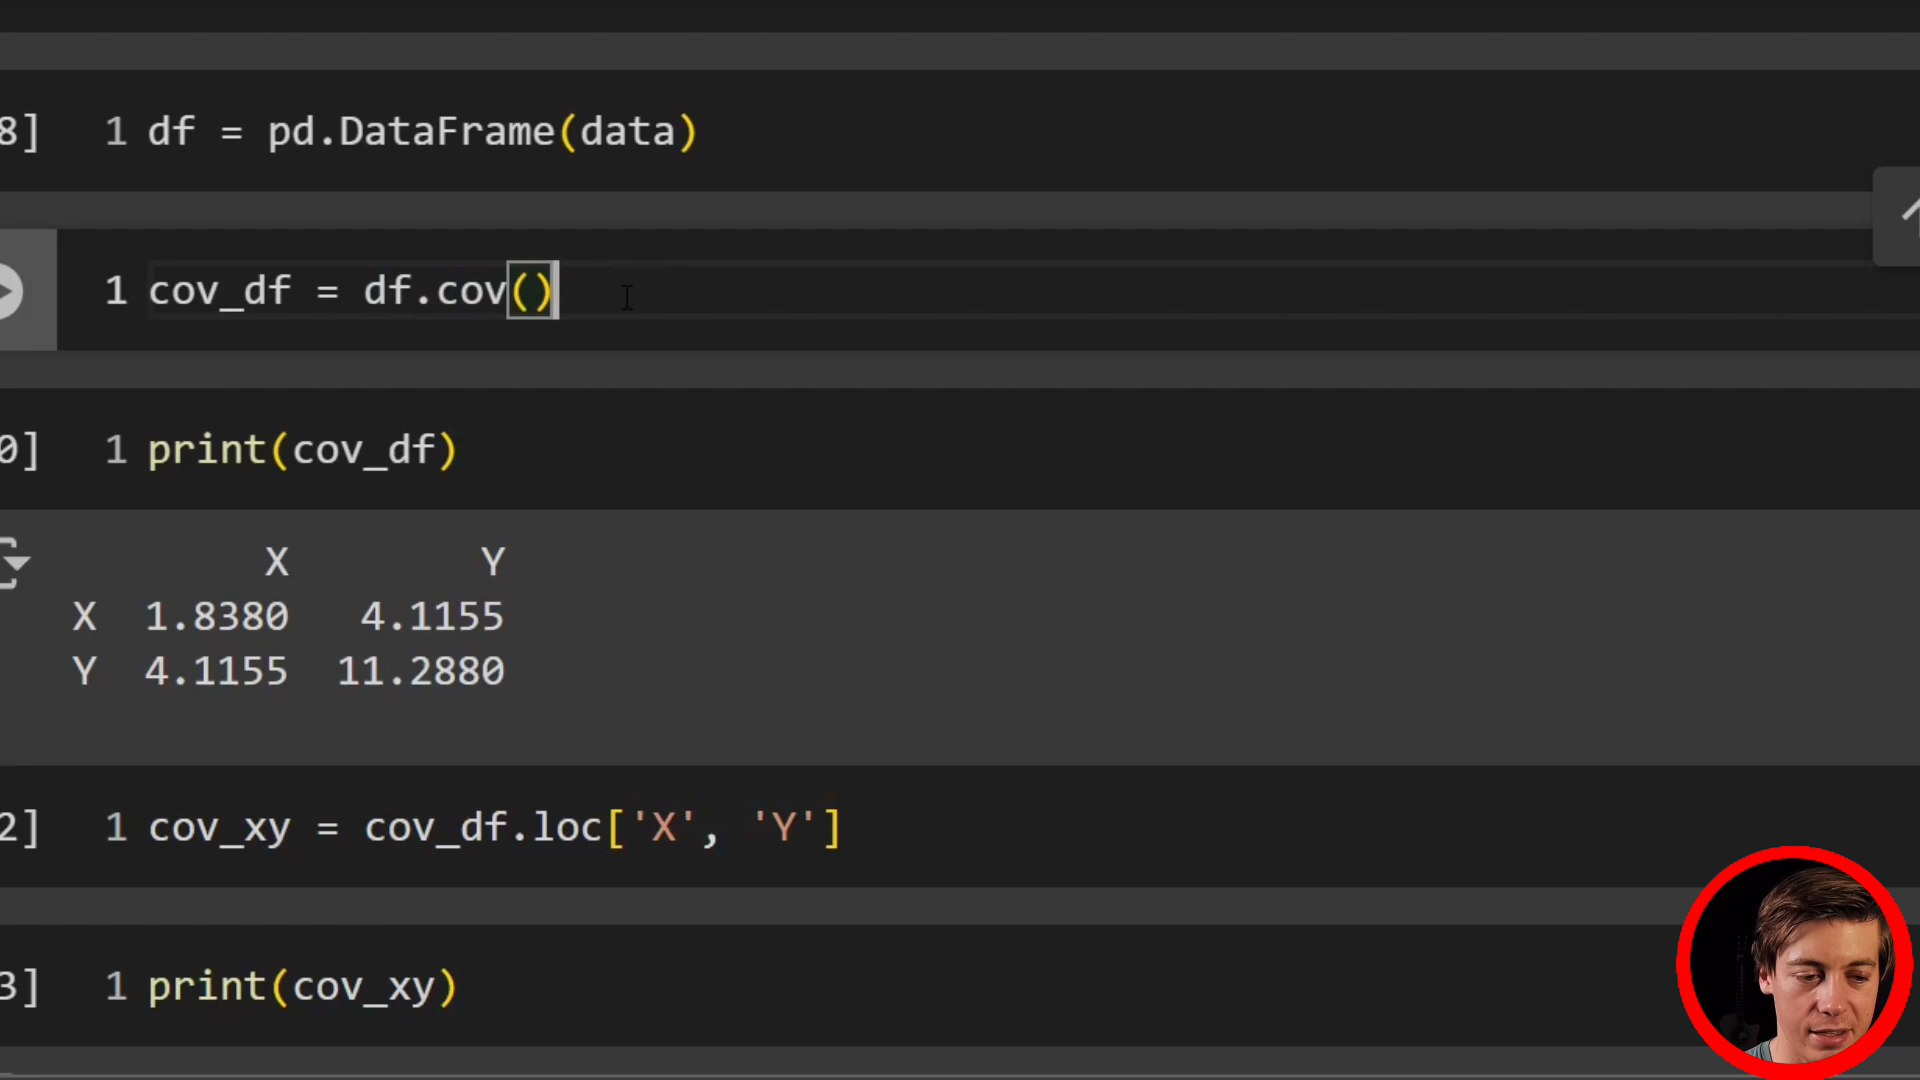 8] 1 df = pd.DataFrame(data)
1 cov_df = df.cov()
0] 1 print(cov_df)
X Y
X 1.8380 4.1155
Y 4.1155 11.2880
2] 1 cov_xy = cov_df.loc['X', 'Y']
3] 1 print(cov_xy)